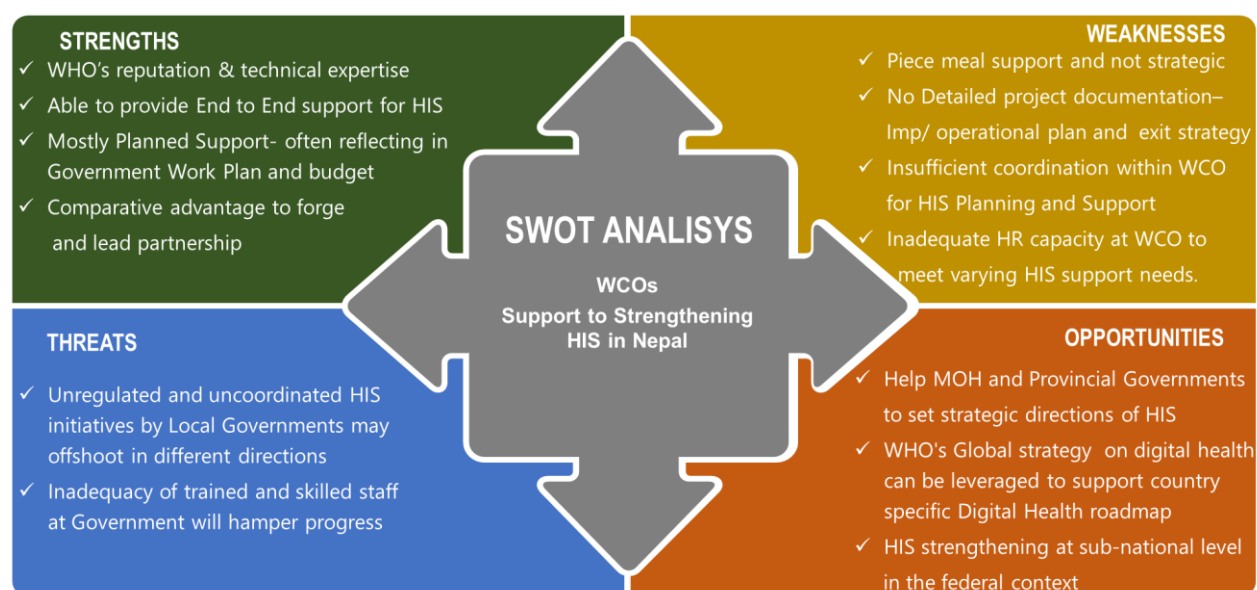 STRENGTHS
✓ WHO's reputation & technical expertise
✓ Able to provide End to End support for HIS
✓ Mostly Planned Support- often reflecting in
Government Work Plan and budget
✓ Comparative advantage to forge
and lead partnership
WEAKNESSES
✓ Piece meal support and not strategic
✓ No Detailed project documentation–
Imp/ operational plan and exit strategy
✓ Insufficient coordination within WCO
for HIS Planning and Support
✓ Inadequate HR capacity at WCO to
meet varying HIS support needs.
SWOT ANALISYS
WCOs
Support to Strengthening
HIS in Nepal
THREATS
✓ Unregulated and uncoordinated HIS
initiatives by Local Governments may
offshoot in different directions
✓ Inadequacy of trained and skilled staff
at Government will hamper progress
OPPORTUNITIES
✓ Help MOH and Provincial Governments
to set strategic directions of HIS
✓ WHO's Global strategy on digital health
can be leveraged to support country
specific Digital Health roadmap
✓ HIS strengthening at sub-national level
in the federal context